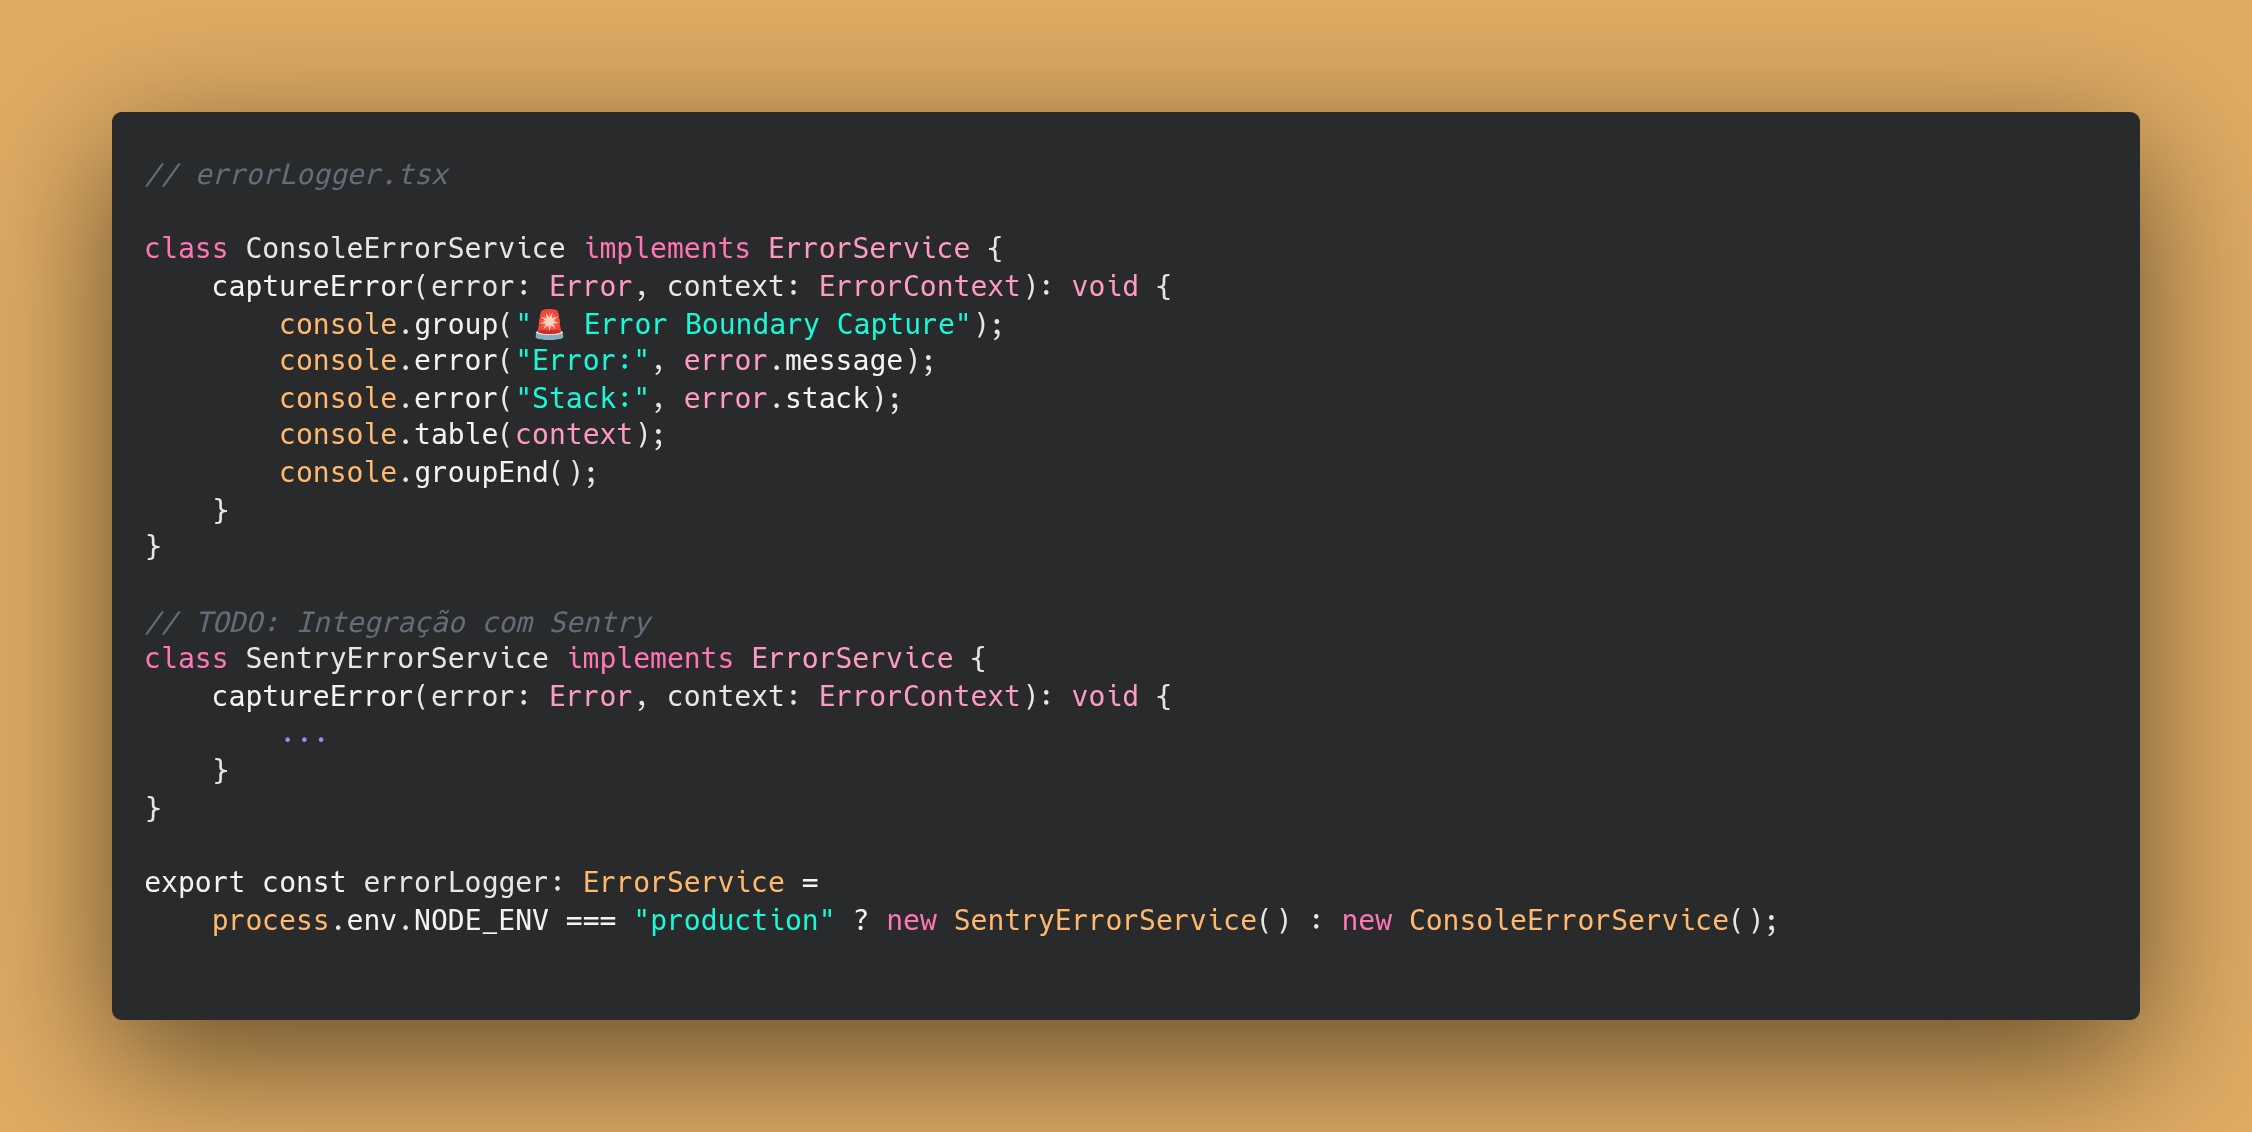 // errorLogger.tsx
class ConsoleErrorService implements ErrorService {
    captureError(error: Error, context: ErrorContext): void {
        console.group("🚨 Error Boundary Capture");
        console.error("Error:", error.message);
        console.error("Stack:", error.stack);
        console.table(context);
        console.groupEnd();
    }
}
// TODO: Integração com Sentry
class SentryErrorService implements ErrorService {
    captureError(error: Error, context: ErrorContext): void {
        ...
    }
}
export const errorLogger: ErrorService =
    process.env.NODE_ENV === "production" ? new SentryErrorService() : new ConsoleErrorService();